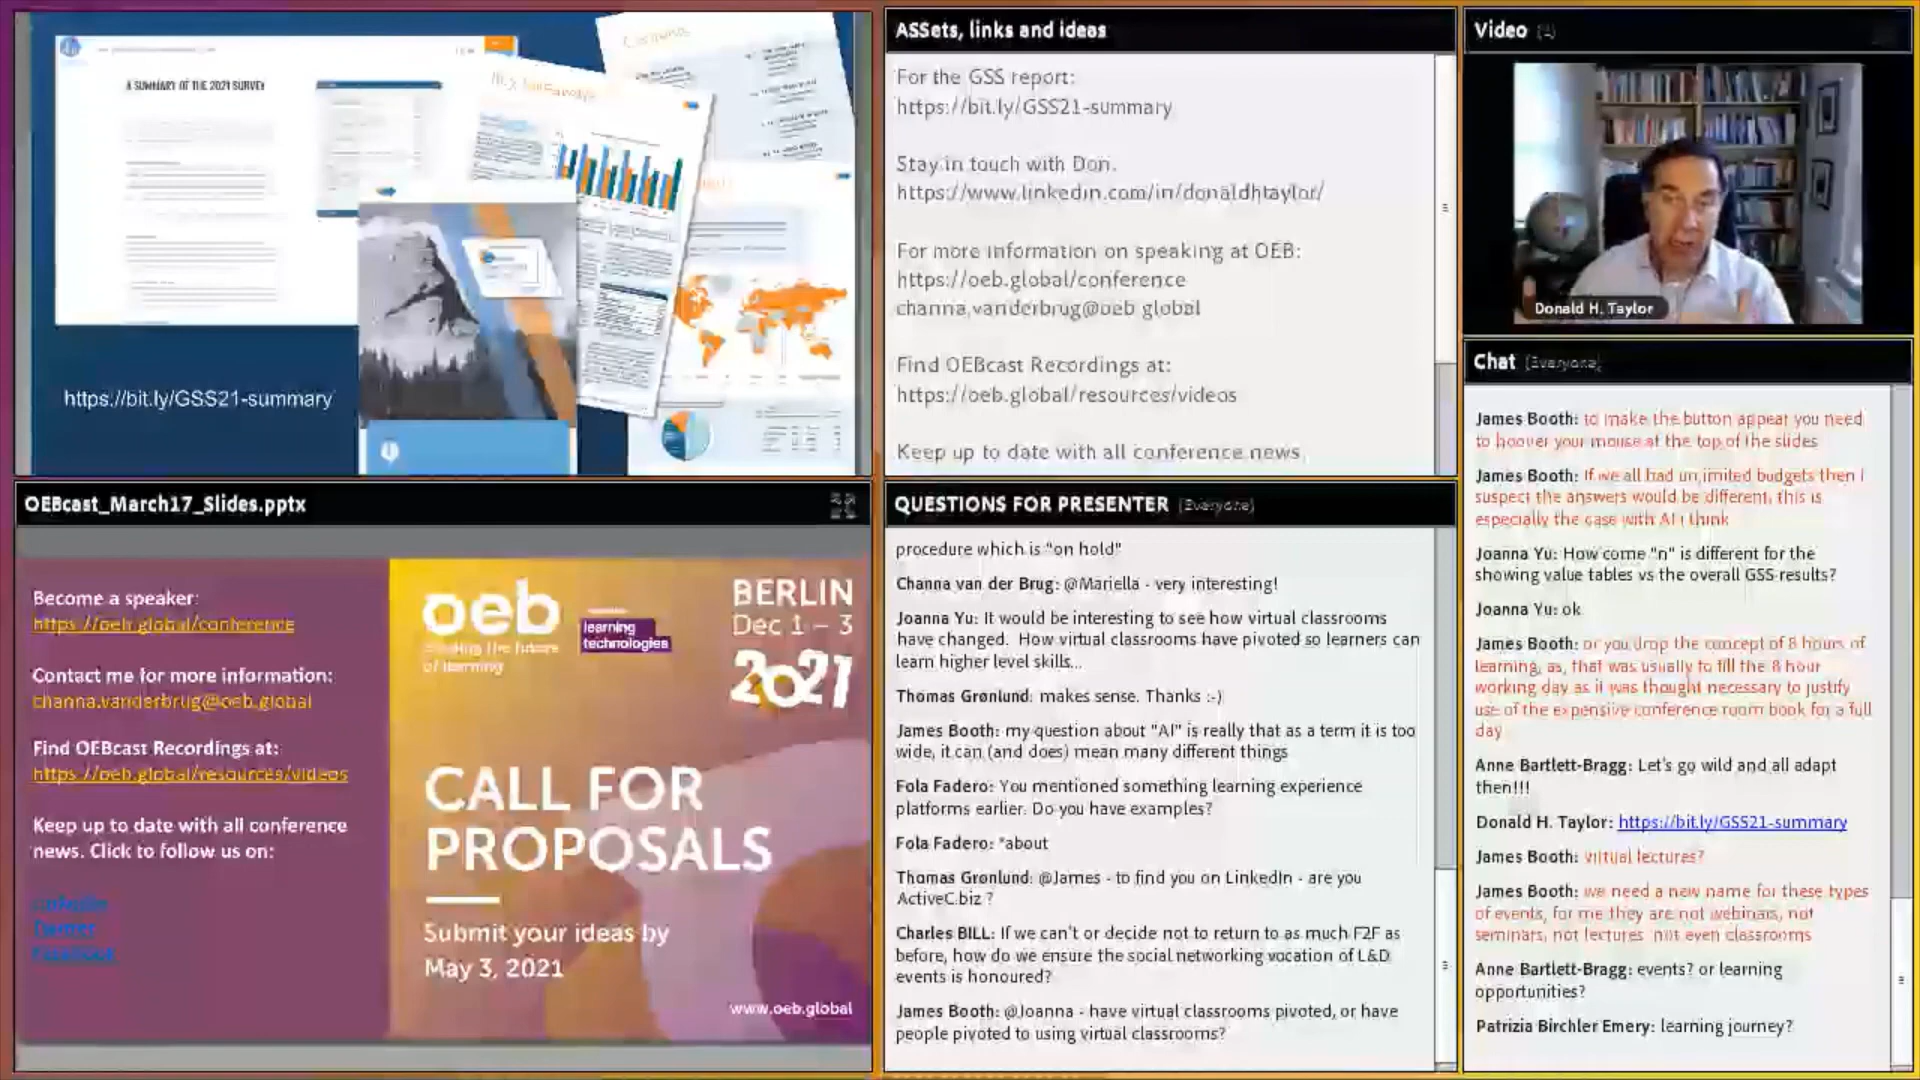 A SUMMARY OF THE 2021 SURVEY
https://bit.ly/GSS21-summary
ASSets, links and ideas
For the GSS report:
https://bit.ly/GSS21-summary
Stay in touch with Don.
https://www.linkedin.com/in/donaldhtaylor/
For more information on speaking at OEB:
https://oeb.global/conference
channa.vanderbrug@oeb global
Find OEBcast Recordings at:
https://oeb.global/resources/videos
Keep up to date with all conference news
Video (1)
Donald H. Taylor
Chat (Everyone)
James Booth: to make the button appear you need
to hoover your mouse at the top of the slides
James Booth: If we all had unlimited budgets then I
suspect the answers would be different, this is
especially the case with AI i think
Joanna Yu: How come "n" is different for the
showing value tables vs the overall GSS results?
Joanna Yu: ok
James Booth: or you drop the concept of 8 hours of
learning, as, that was usually to fill the 8 hour
working day as it was thought necessary to justify
use of the expensive conference room book for a full
day
Anne Bartlett-Bragg: Let's go wild and all adapt
then!!!
Donald H. Taylor: https://bit.ly/GSS21-summary
James Booth: virtual lectures?
James Booth: we need a new name for these types
of events, for me they are not webinars, not
seminars, not lectures not even classrooms
Anne Bartlett-Bragg: events? or learning
opportunities?
Patrizia Birchler Emery: learning journey?
OEBcast_March17_Slides.pptx
Become a speaker:
https://oeb.global/conference
Contact me for more information:
channa.vanderbrug@oeb.global
Find OEBcast Recordings at:
https://oeb.global/resources/videos
Keep up to date with all conference
news. Click to follow us on:
LinkedIn
Twitter
Facebook
oeb
shaping the future
of learning
learning
technologies
BERLIN
Dec 1 – 3
2021
CALL FOR
PROPOSALS
Submit your ideas by
May 3, 2021
www.oeb.global
QUESTIONS FOR PRESENTER (Everyone)
procedure which is "on hold"
Channa van der Brug: @Mariella - very interesting!
Joanna Yu: It would be interesting to see how virtual classrooms
have changed. How virtual classrooms have pivoted so learners can
learn higher level skills...
Thomas Grønlund: makes sense. Thanks :-)
James Booth: my question about "AI" is really that as a term it is too
wide, it can (and does) mean many different things
Fola Fadero: You mentioned something learning experience
platforms earlier. Do you have examples?
Fola Fadero: *about
Thomas Grønlund: @James - to find you on LinkedIn - are you
ActiveC.biz ?
Charles BILL: If we can't or decide not to return to as much F2F as
before, how do we ensure the social networking vocation of L&D
events is honoured?
James Booth: @Joanna - have virtual classrooms pivoted, or have
people pivoted to using virtual classrooms?